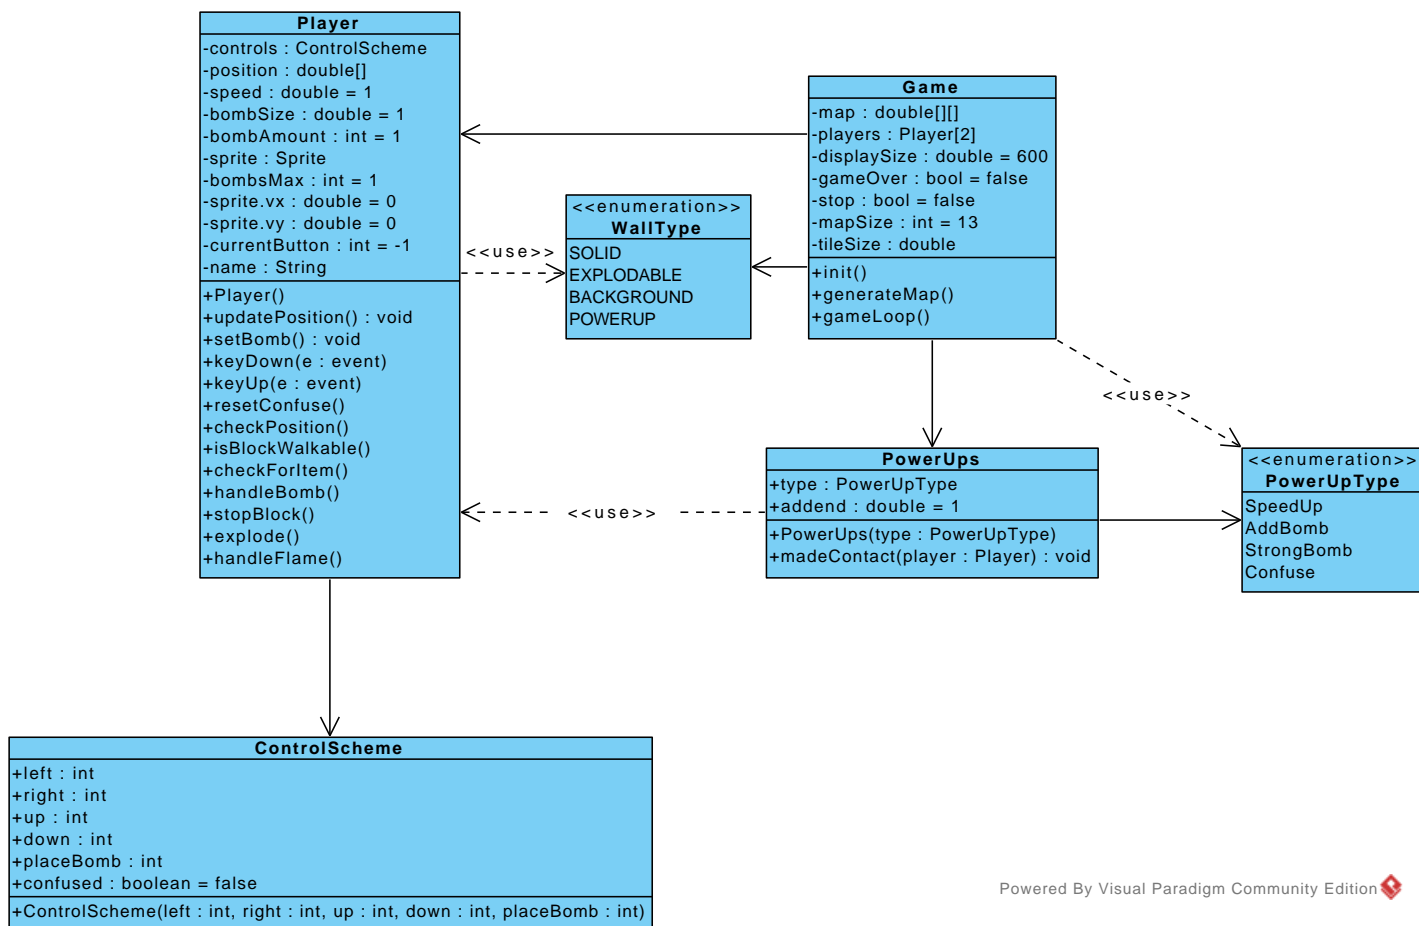 Player
-controls : ControlScheme
-position : double[]
-speed : double = 1
-bombSize : double = 1
-bombAmount : int = 1
-sprite : Sprite
-bombsMax : int = 1
-sprite.vx : double = 0
-sprite.vy : double = 0
-currentButton : int = -1
-name : String
+Player()
+updatePosition() : void
+setBomb() : void
+keyDown(e : event)
+keyUp(e : event)
+resetConfuse()
+checkPosition()
+isBlockWalkable()
+checkForItem()
+handleBomb()
+stopBlock()
+explode()
+handleFlame()
<<use>>
<<enumeration>>
WallType
SOLID
EXPLODABLE
BACKGROUND
POWERUP
Game
-map : double[][]
-players : Player[2]
-displaySize : double = 600
-gameOver : bool = false
-stop : bool = false
-mapSize : int = 13
-tileSize : double
+init()
+generateMap()
+gameLoop()
<<use>>
<<use>>
PowerUps
+type : PowerUpType
+addend : double = 1
+PowerUps(type : PowerUpType)
+madeContact(player : Player) : void
<<enumeration>>
PowerUpType
SpeedUp
AddBomb
StrongBomb
Confuse
ControlScheme
+left : int
+right : int
+up : int
+down : int
+placeBomb : int
+confused : boolean = false
+ControlScheme(left : int, right : int, up : int, down : int, placeBomb : int)
Powered By Visual Paradigm Community Edition